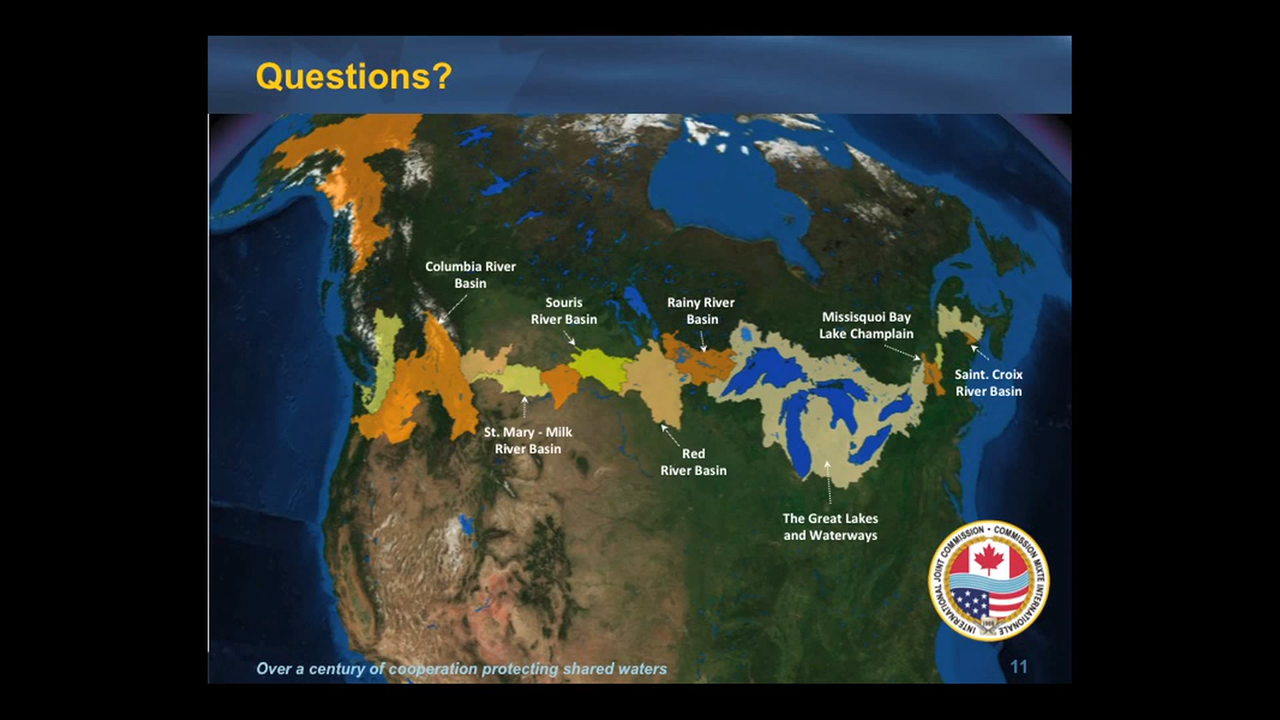 Questions?
Columbia River
Basin
Souris
River Basin
Rainy River
Basin
Missisquoi Bay
Lake Champlain
Saint. Croix
River Basin
St. Mary - Milk
River Basin
Red
River Basin
The Great Lakes
and Waterways
INTERNATIONAL JOINT COMMISSION • COMMISSION MIXTE INTERNATIONALE
Over a century of cooperation protecting shared waters
11